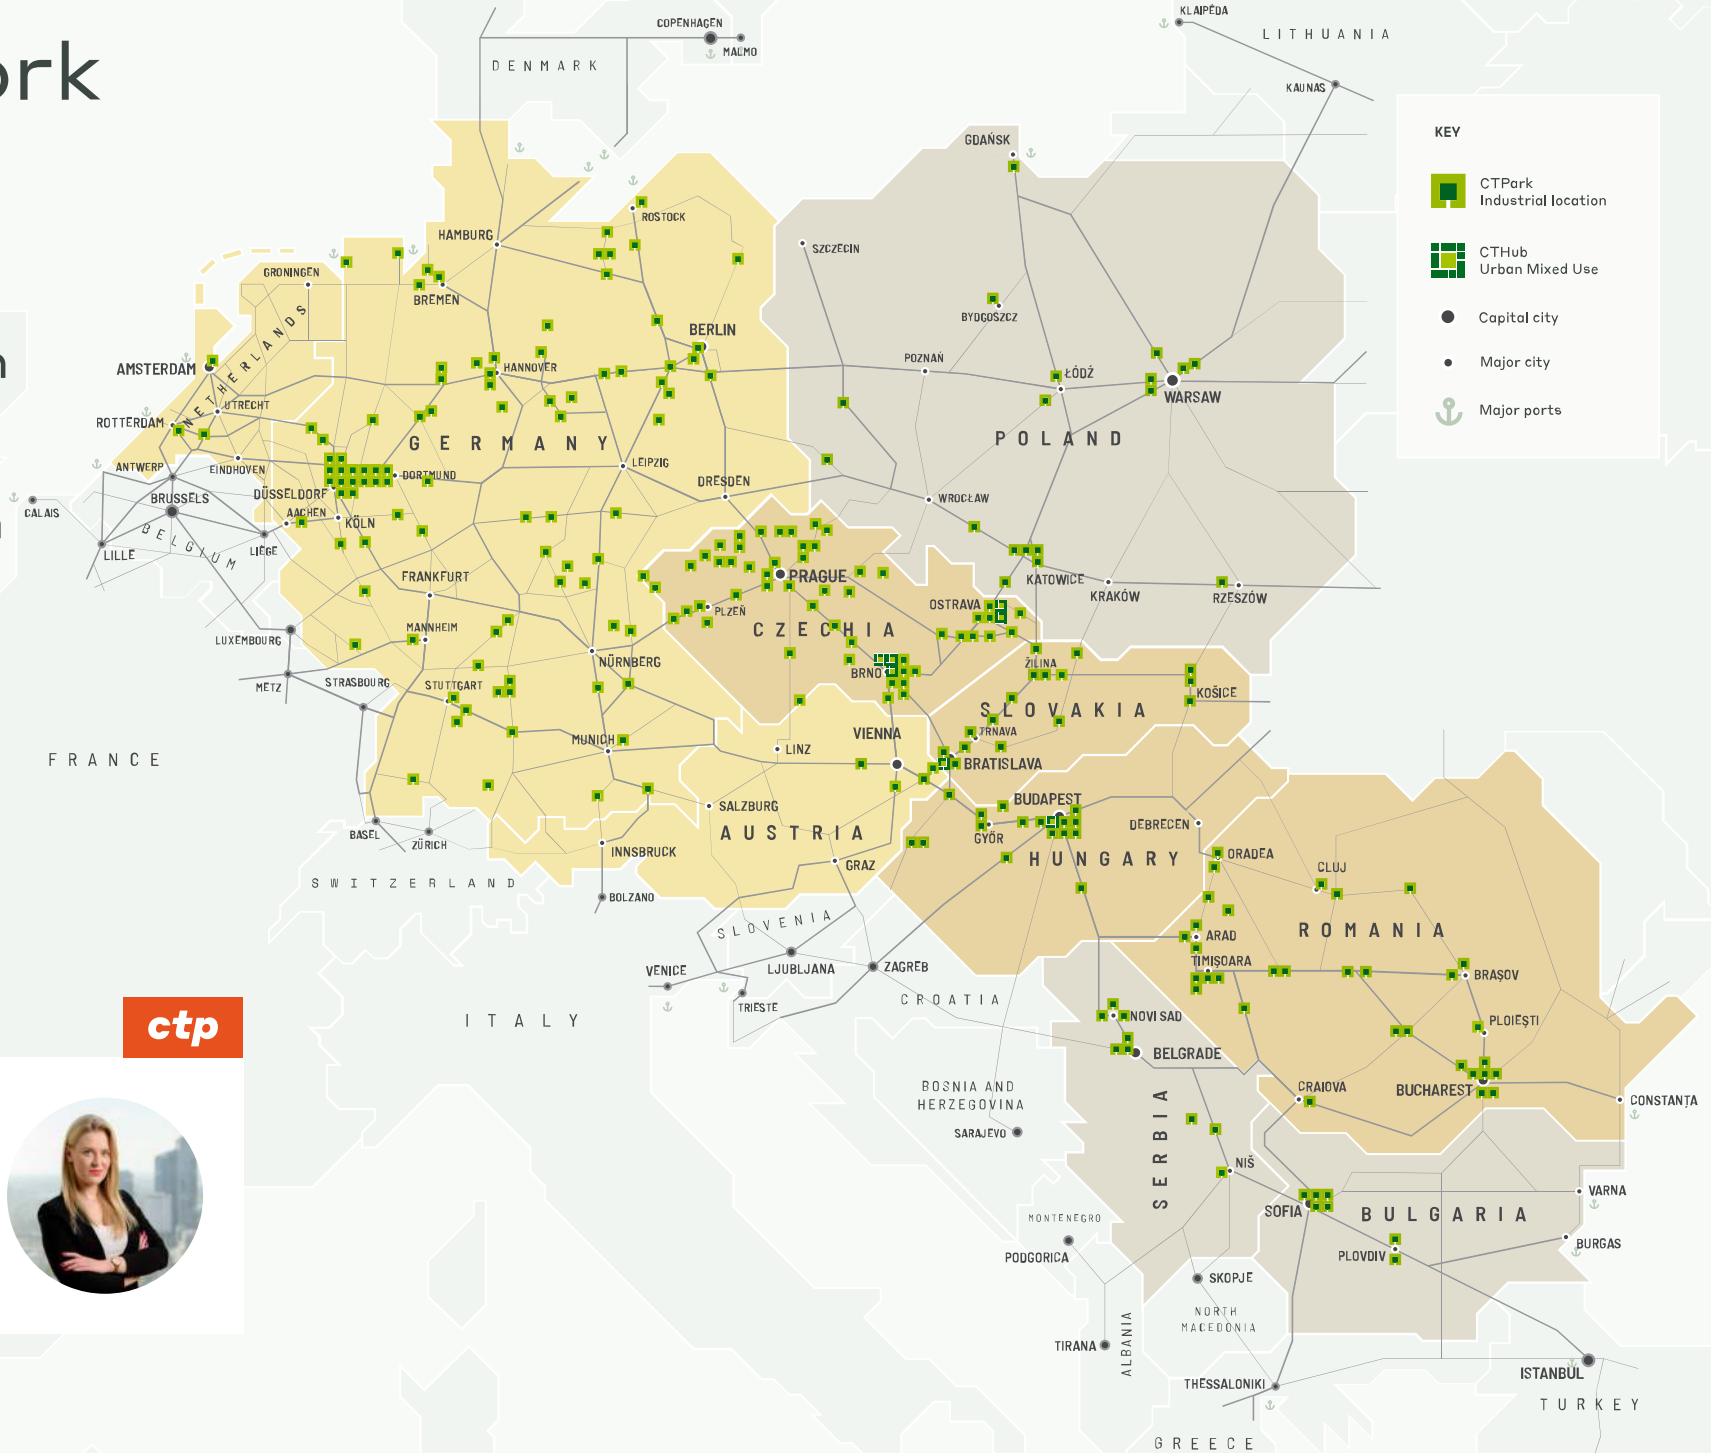 KLAIPĖDA
COPENHAGEN
LITHUANIA
MALMO
DENMARK
KAUNAS
KEY
CTPark
Industrial location
CTHub
Urban Mixed Use
Capital city
Major city
Major ports
GDAŃSK
ROSTOCK
HAMBURG
SZCZECIN
GRONINGEN
BREMEN
BYDGOSZCZ
BERLIN
NETHERLANDS
AMSTERDAM
HANNOVER
POZNAŃ
ŁÓDŹ
WARSAW
UTRECHT
ROTTERDAM
GERMANY
POLAND
ANTWERP
EINDHOVEN
DORTMUND
LEIPZIG
DRESDEN
DÜSSELDORF
BRUSSELS
WROCŁAW
CALAIS
AACHEN
KÖLN
BELGIUM
LILLE
LIÈGE
FRANKFURT
PRAGUE
KATOWICE
KRAKÓW
RZESZÓW
PLZEŇ
OSTRAVA
MANNHEIM
CZECHIA
LUXEMBOURG
NÜRNBERG
ŽILINA
BRNO
METZ
STRASBOURG
STUTTGART
KOŠICE
SLOVAKIA
VIENNA
TRNAVA
MUNICH
LINZ
FRANCE
BRATISLAVA
SALZBURG
BUDAPEST
BASEL
ZÜRICH
AUSTRIA
GYŐR
DEBRECEN
INNSBRUCK
HUNGARY
ORADEA
GRAZ
CLUJ
SWITZERLAND
BOLZANO
SLOVENIA
ROMANIA
ARAD
VENICE
LJUBLJANA
ZAGREB
TIMIȘOARA
BRAȘOV
TRIESTE
CROATIA
ITALY
NOVI SAD
PLOIEȘTI
ctp
BELGRADE
BOSNIA AND
HERZEGOVINA
CRAIOVA
BUCHAREST
CONSTANȚA
SARAJEVO
SERBIA
NIŠ
VARNA
SOFIA
BULGARIA
MONTENEGRO
BURGAS
PODGORICA
PLOVDIV
SKOPJE
NORTH
MACEDONIA
TIRANA
ALBANIA
ISTANBUL
THESSALONIKI
TURKEY
GREECE